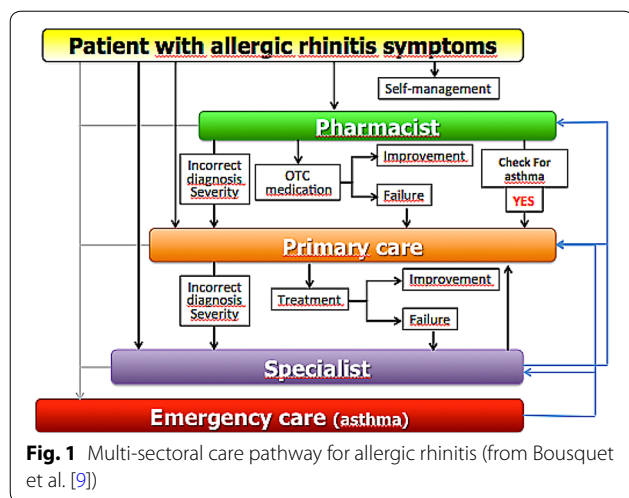 Patient with allergic rhinitis symptoms
Self-management
Pharmacist
Incorrect
diagnosis
Severity
OTC
medication
Improvement
Failure
Check For
asthma
YES
Primary care
Incorrect
diagnosis
Severity
Treatment
Improvement
Failure
Specialist
Emergency care (asthma)
Fig. 1 Multi-sectoral care pathway for allergic rhinitis (from Bousquet
et al. [9])